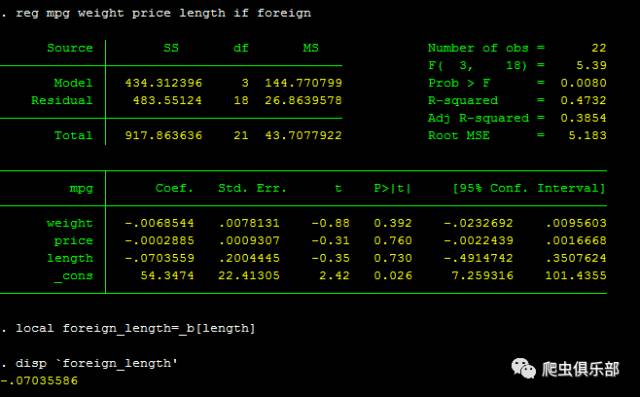 . reg mpg weight price length if foreign
Source SS df MS Number of obs = 22
F( 3, 18) = 5.39
Model 434.312396 3 144.770799 Prob > F = 0.0080
Residual 483.55124 18 26.8639578 R-squared = 0.4732
Adj R-squared = 0.3854
Total 917.863636 21 43.7077922 Root MSE = 5.183
mpg Coef. Std. Err. t P>|t| [95% Conf. Interval]
weight -.0068544 .0078131 -0.88 0.392 -.0232692 .0095603
price -.0002885 .0009307 -0.31 0.760 -.0022439 .0016668
length -.0703559 .2004445 -0.35 0.730 -.4914742 .3507624
_cons 54.3474 22.41305 2.42 0.026 7.259316 101.4355
. local foreign_length=_b[length]
. disp `foreign_length'
-.07035586
爬虫俱乐部